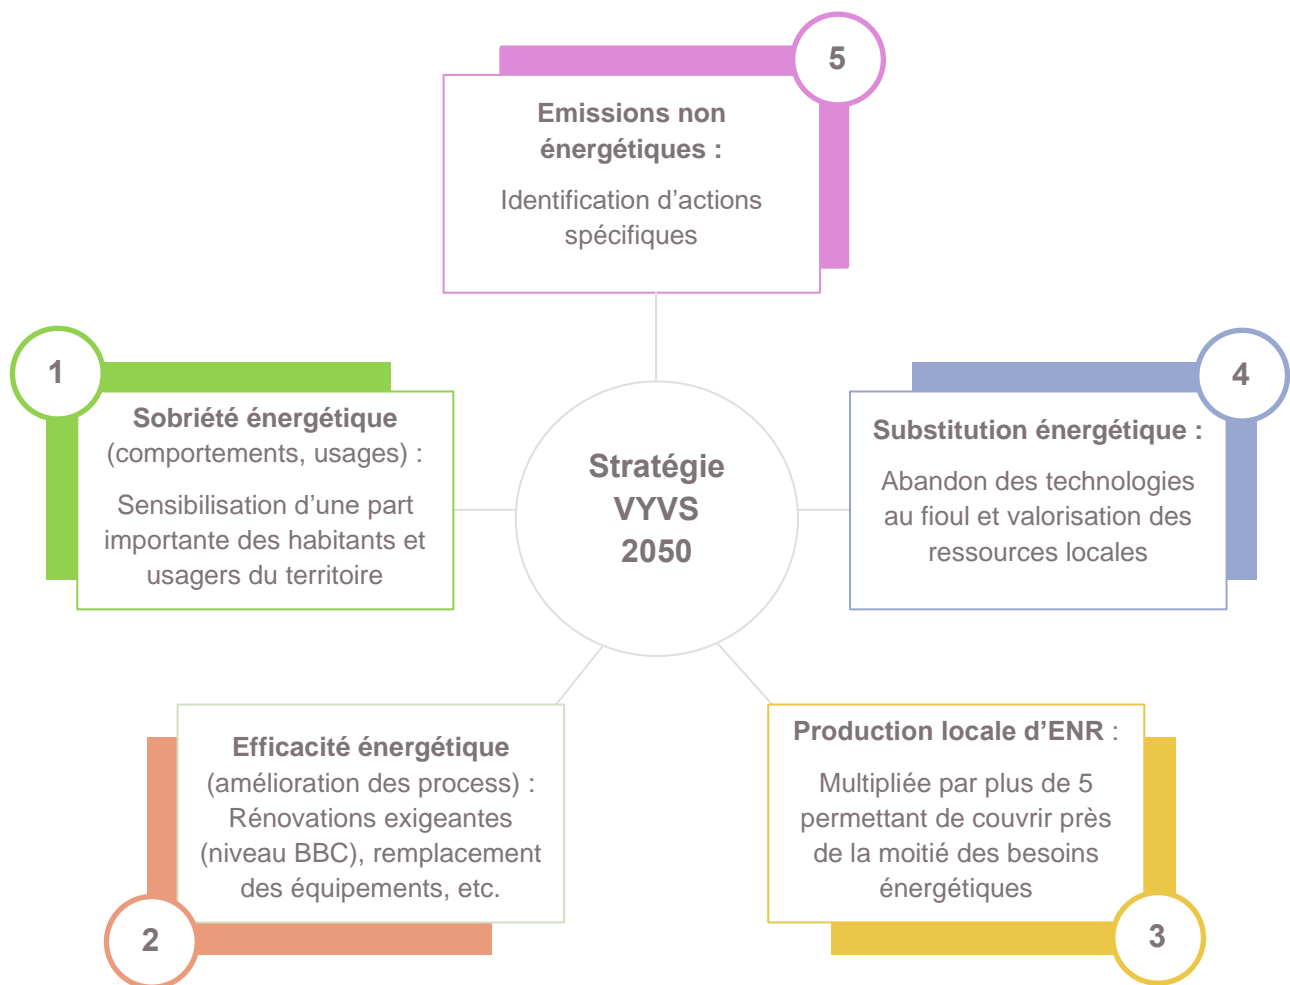 5
Emissions non
énergétiques :
Identification d’actions
spécifiques
1
Sobriété énergétique
(comportements, usages) :
Sensibilisation d’une part
importante des habitants et
usagers du territoire
Stratégie
VYVS
2050
4
Substitution énergétique :
Abandon des technologies
au fioul et valorisation des
ressources locales
Efficacité énergétique
(amélioration des process) :
Rénovations exigeantes
(niveau BBC), remplacement
des équipements, etc.
2
Production locale d’ENR :
Multipliée par plus de 5
permettant de couvrir près
de la moitié des besoins
énergétiques
3